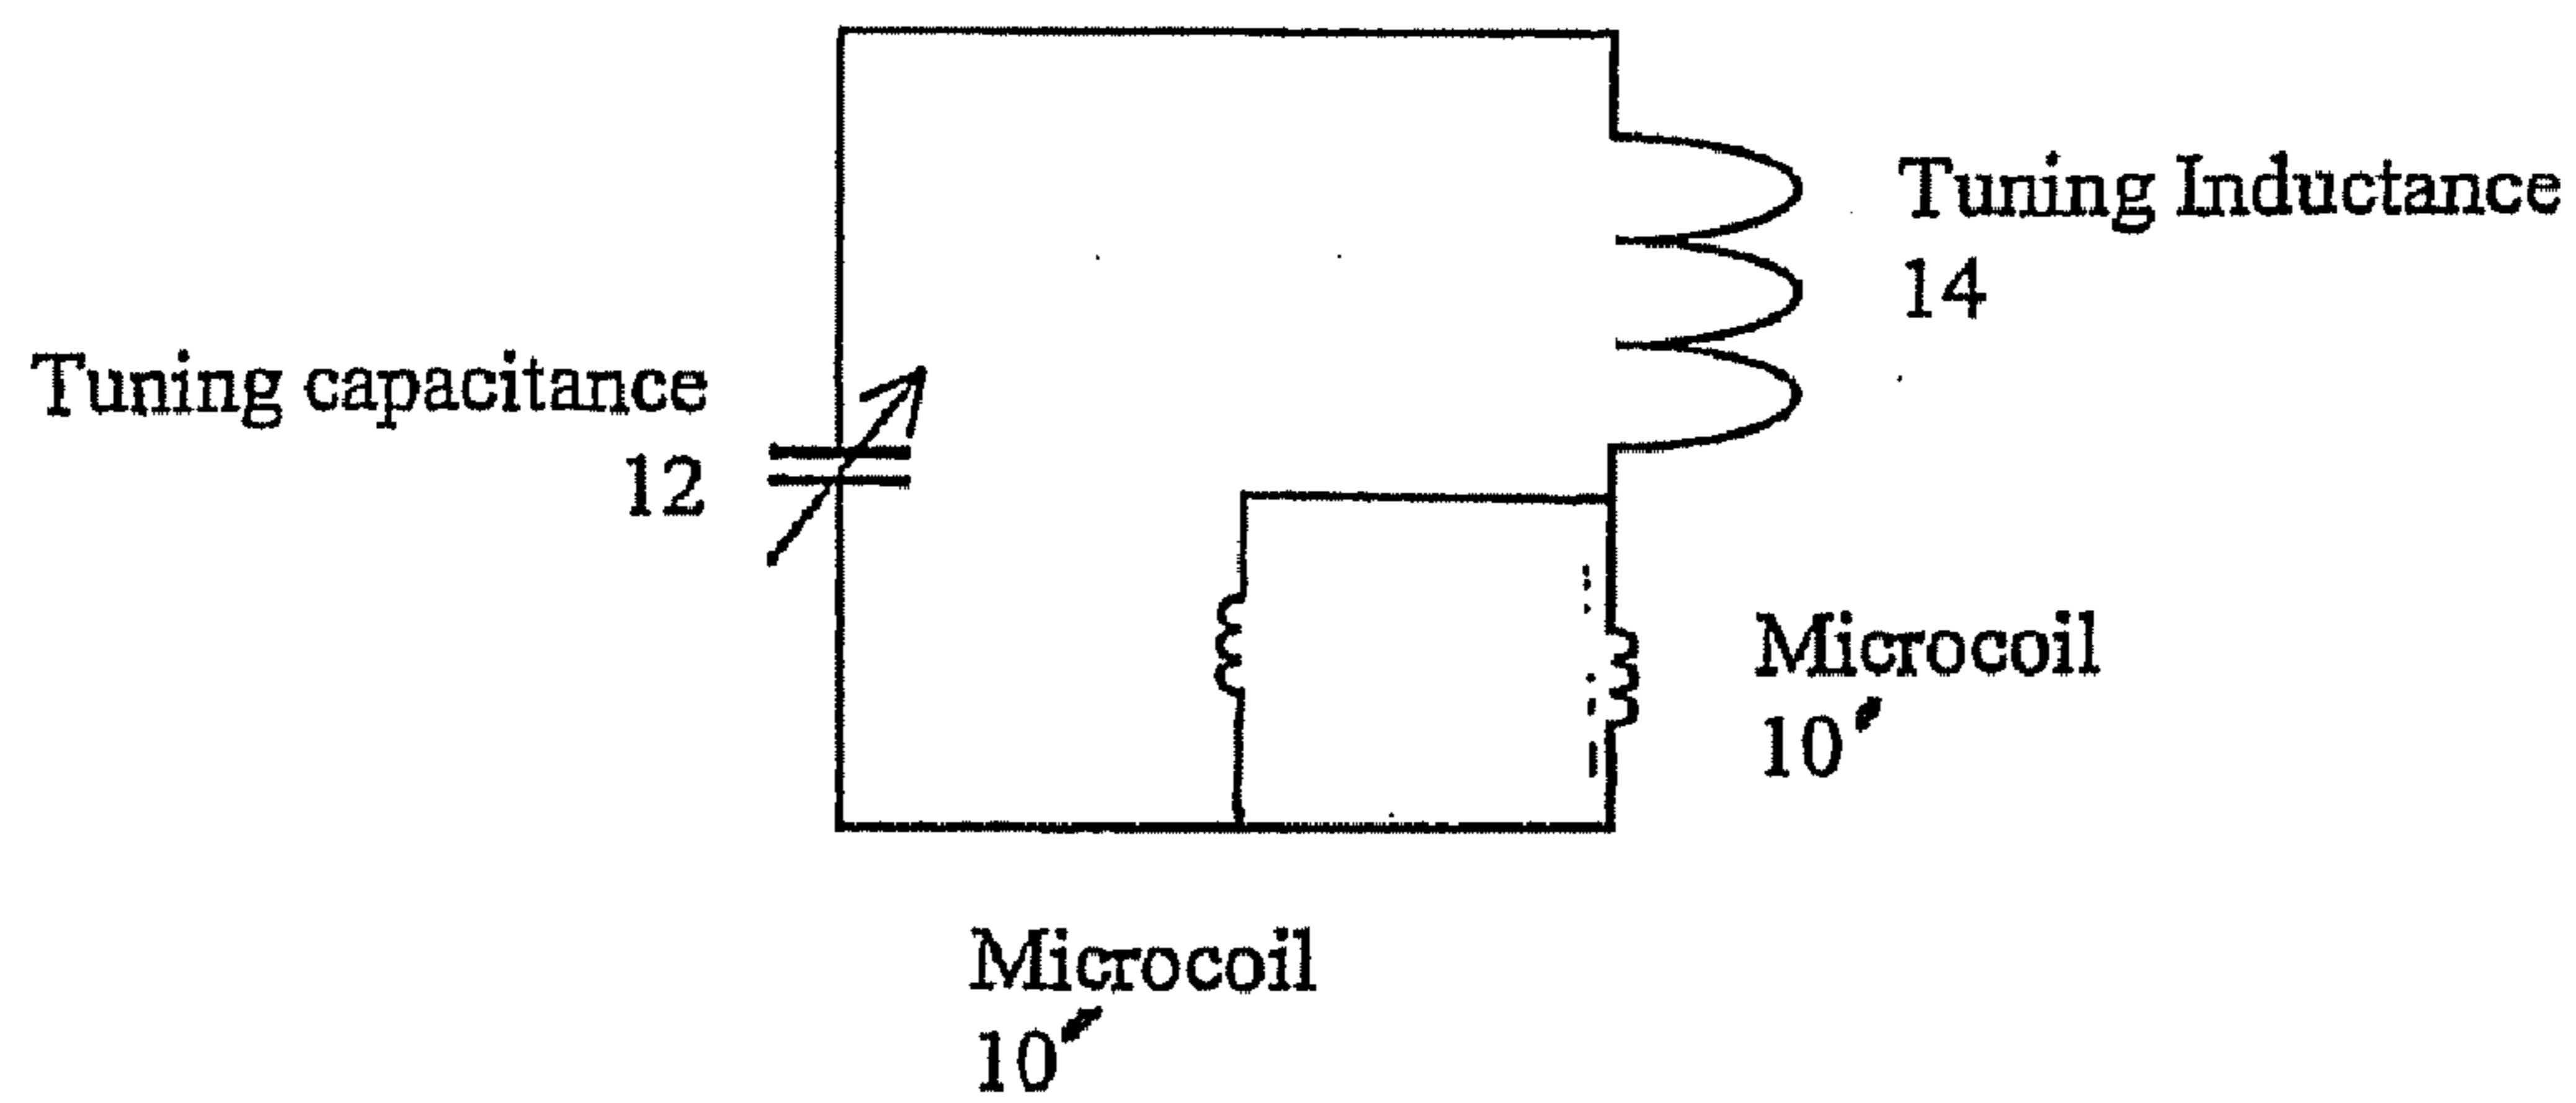 Tuning Inductance
14
Tuning capacitance
12
Microcoil
10'
Microcoil
10'